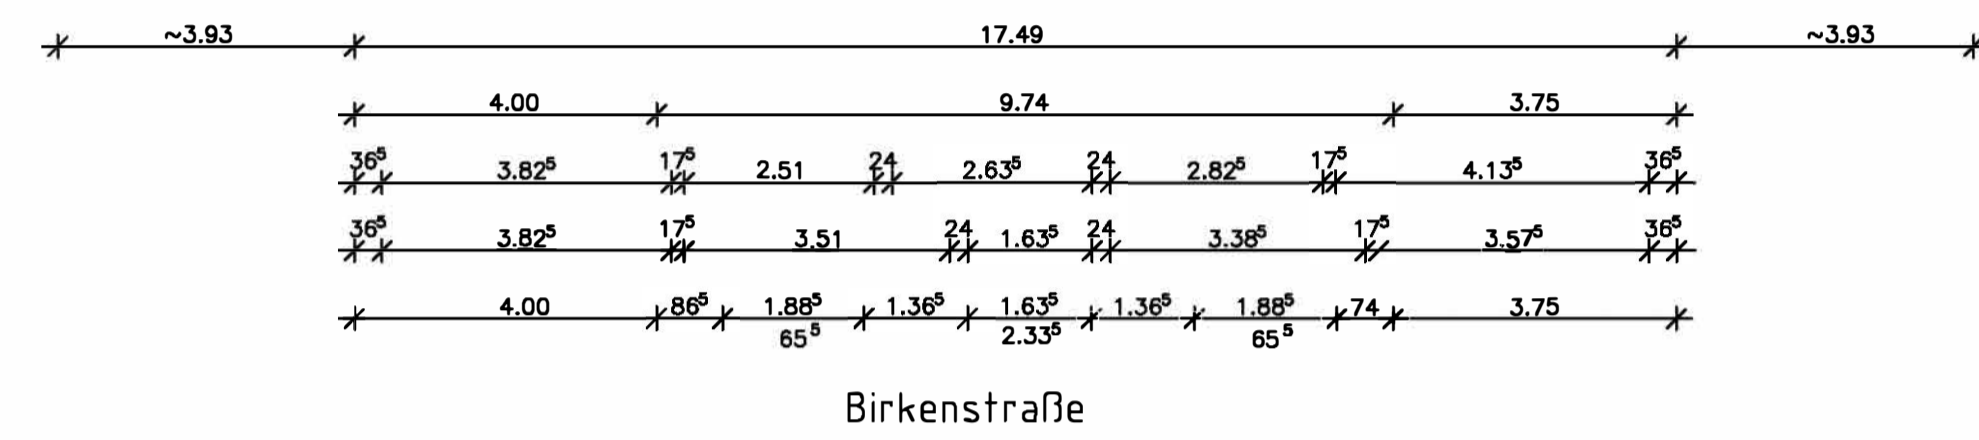 ~3.93 17.49 ~3.93
4.00 9.74 3.75
36⁵ 3.82⁵ 17⁵ 2.51 24 2.63⁵ 24 2.82⁵ 17⁵ 4.13⁵ 36⁵
36⁵ 3.82⁵ 17⁵ 3.51 24 1.63⁵ 24 3.38⁵ 17⁵ 3.57⁵ 36⁵
4.00 86⁵ 1.88⁵ 1.36⁵ 1.63⁵ 1.36⁵ 1.88⁵ 74 3.75
65⁵ 2.33⁵ 65⁵
Birkenstraße